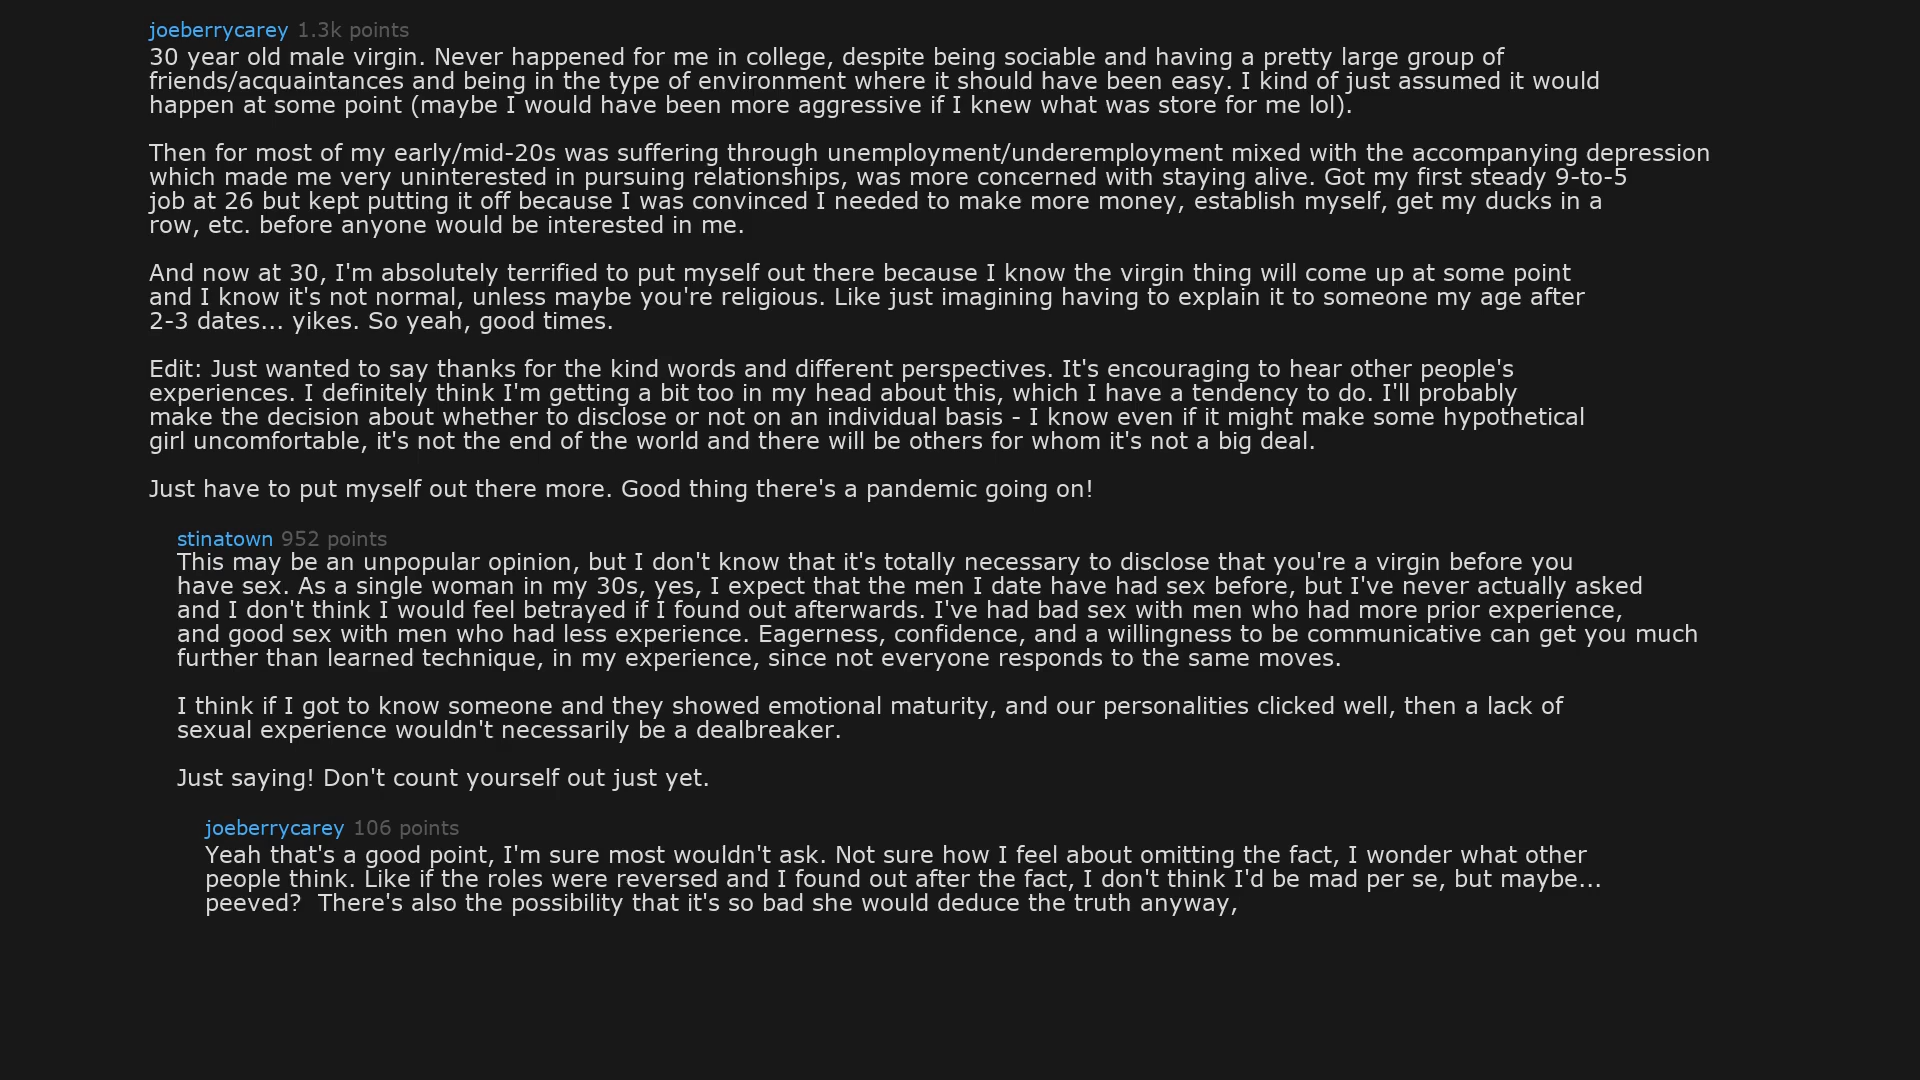 joeberrycarey 1.3k points
30 year old male virgin. Never happened for me in college, despite being sociable and having a pretty large group of
friends/acquaintances and being in the type of environment where it should have been easy. I kind of just assumed it would
happen at some point (maybe I would have been more aggressive if I knew what was store for me lol).
Then for most of my early/mid-20s was suffering through unemployment/underemployment mixed with the accompanying depression
which made me very uninterested in pursuing relationships, was more concerned with staying alive. Got my first steady 9-to-5
job at 26 but kept putting it off because I was convinced I needed to make more money, establish myself, get my ducks in a
row, etc. before anyone would be interested in me.
And now at 30, I'm absolutely terrified to put myself out there because I know the virgin thing will come up at some point
and I know it's not normal, unless maybe you're religious. Like just imagining having to explain it to someone my age after
2-3 dates... yikes. So yeah, good times.
Edit: Just wanted to say thanks for the kind words and different perspectives. It's encouraging to hear other people's
experiences. I definitely think I'm getting a bit too in my head about this, which I have a tendency to do. I'll probably
make the decision about whether to disclose or not on an individual basis - I know even if it might make some hypothetical
girl uncomfortable, it's not the end of the world and there will be others for whom it's not a big deal.
Just have to put myself out there more. Good thing there's a pandemic going on!
stinatown 952 points
This may be an unpopular opinion, but I don't know that it's totally necessary to disclose that you're a virgin before you
have sex. As a single woman in my 30s, yes, I expect that the men I date have had sex before, but I've never actually asked
and I don't think I would feel betrayed if I found out afterwards. I've had bad sex with men who had more prior experience,
and good sex with men who had less experience. Eagerness, confidence, and a willingness to be communicative can get you much
further than learned technique, in my experience, since not everyone responds to the same moves.
I think if I got to know someone and they showed emotional maturity, and our personalities clicked well, then a lack of
sexual experience wouldn't necessarily be a dealbreaker.
Just saying! Don't count yourself out just yet.
joeberrycarey 106 points
Yeah that's a good point, I'm sure most wouldn't ask. Not sure how I feel about omitting the fact, I wonder what other
people think. Like if the roles were reversed and I found out after the fact, I don't think I'd be mad per se, but maybe...
peeved?  There's also the possibility that it's so bad she would deduce the truth anyway,